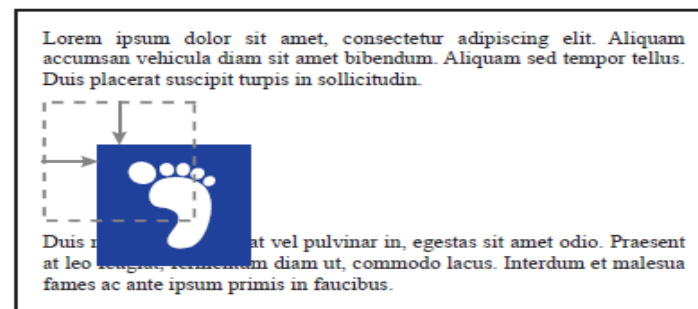 Lorem ipsum dolor sit amet, consectetur adipiscing elit. Aliquam
accumsan vehicula diam sit amet bibendum. Aliquam sed tempor tellus.
Duis placerat suscipit turpis in sollicitudin.
Duis at vel pulvinar in, egestas sit amet odio. Praesent
at leo diam ut, commodo lacus. Interdum et malesua
fames ac ante ipsum primis in faucibus.